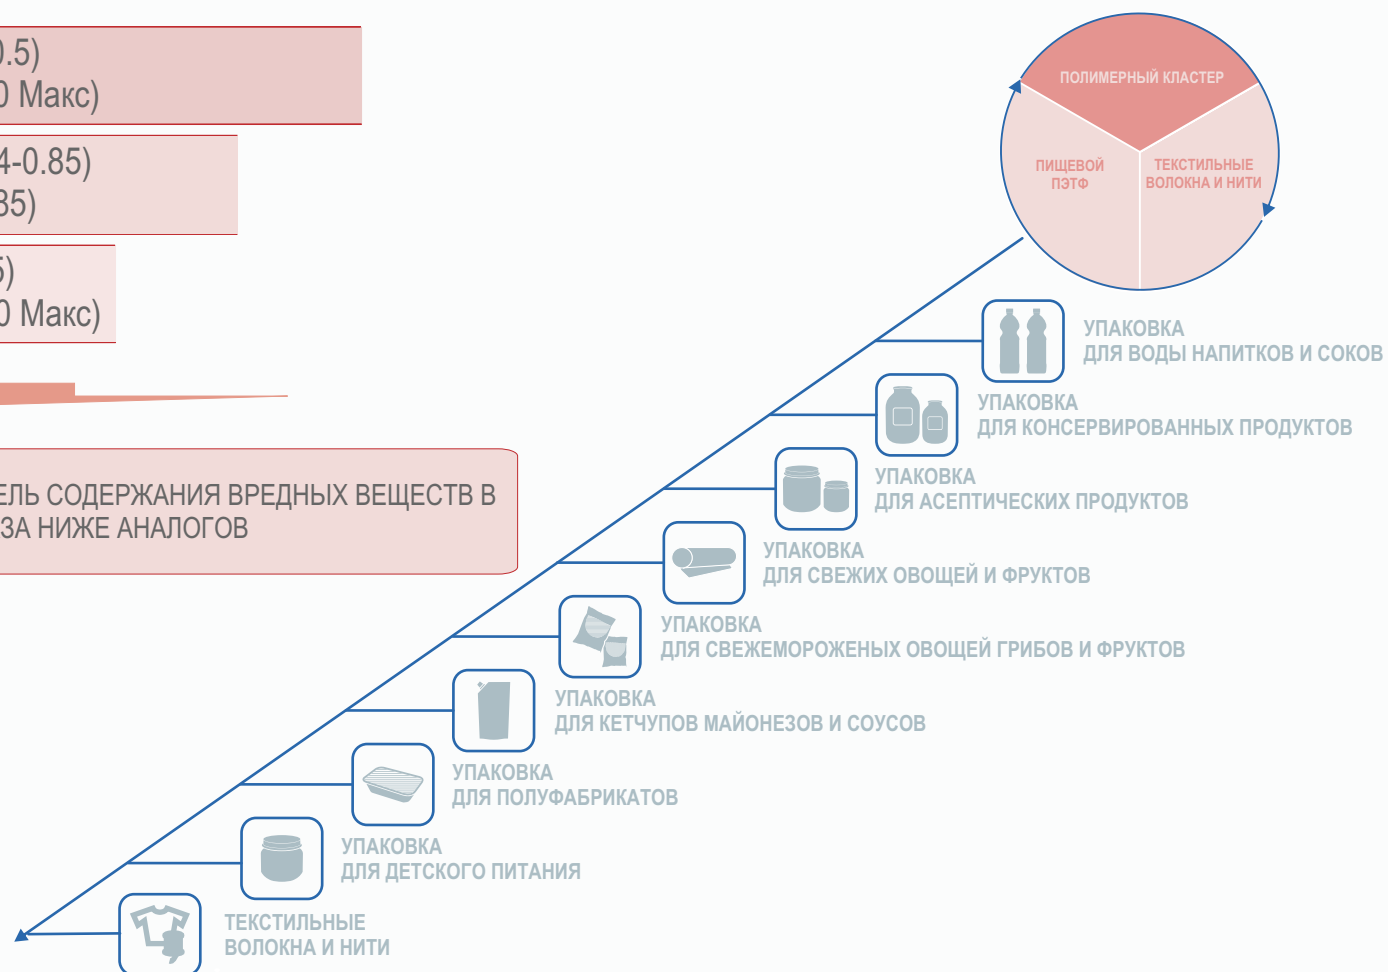 0.5)
0 Макс)
4-0.85)
85)
5)
0 Макс)
ЕЛЬ СОДЕРЖАНИЯ ВРЕДНЫХ ВЕЩЕСТВ В
ЗА НИЖЕ АНАЛОГОВ
ПОЛИМЕРНЫЙ КЛАСТЕР
ПИЩЕВОЙ
ПЭТФ
ТЕКСТИЛЬНЫЕ
ВОЛОКНА И НИТИ
УПАКОВКА
ДЛЯ ВОДЫ НАПИТКОВ И СОКОВ
УПАКОВКА
ДЛЯ КОНСЕРВИРОВАННЫХ ПРОДУКТОВ
УПАКОВКА
ДЛЯ АСЕПТИЧЕСКИХ ПРОДУКТОВ
УПАКОВКА
ДЛЯ СВЕЖИХ ОВОЩЕЙ И ФРУКТОВ
УПАКОВКА
ДЛЯ СВЕЖЕМОРОЖЕНЫХ ОВОЩЕЙ ГРИБОВ И ФРУКТОВ
УПАКОВКА
ДЛЯ КЕТЧУПОВ МАЙОНЕЗОВ И СОУСОВ
УПАКОВКА
ДЛЯ ПОЛУФАБРИКАТОВ
УПАКОВКА
ДЛЯ ДЕТСКОГО ПИТАНИЯ
ТЕКСТИЛЬНЫЕ
ВОЛОКНА И НИТИ